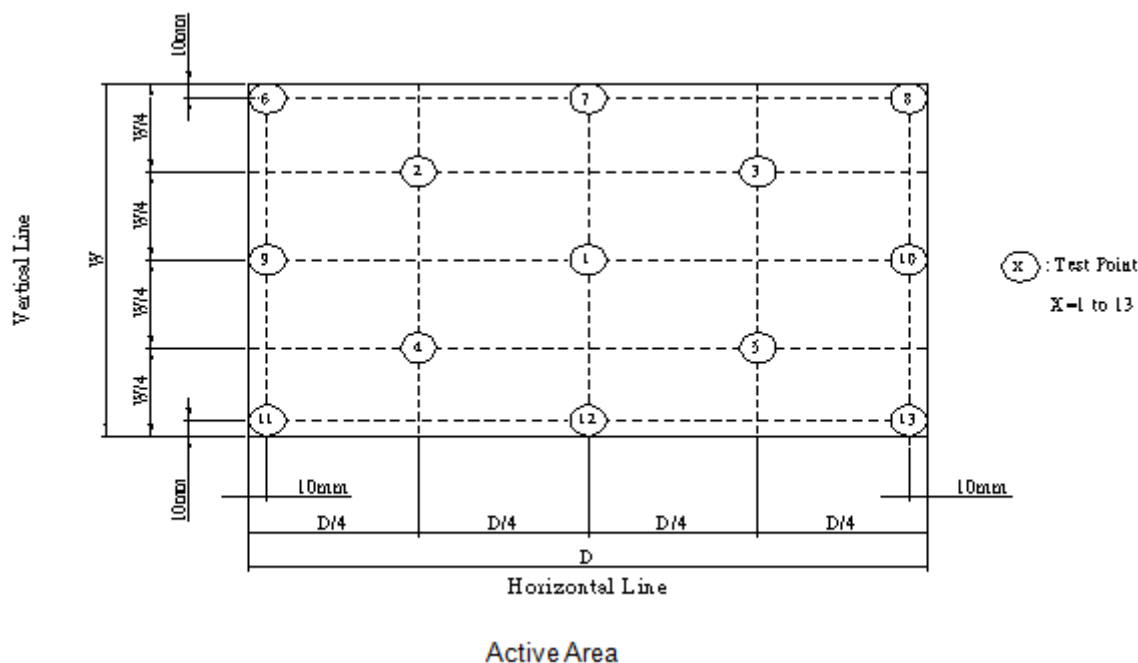 10mm
6
7
8
W/4
2
3
W/4
Vertical Line
W
9
1
10
X : Test Point
X=1 to 13
W/4
4
5
W/4
11
12
13
10mm
10mm
10mm
D/4
D/4
D/4
D/4
D
Horizontal Line
Active Area